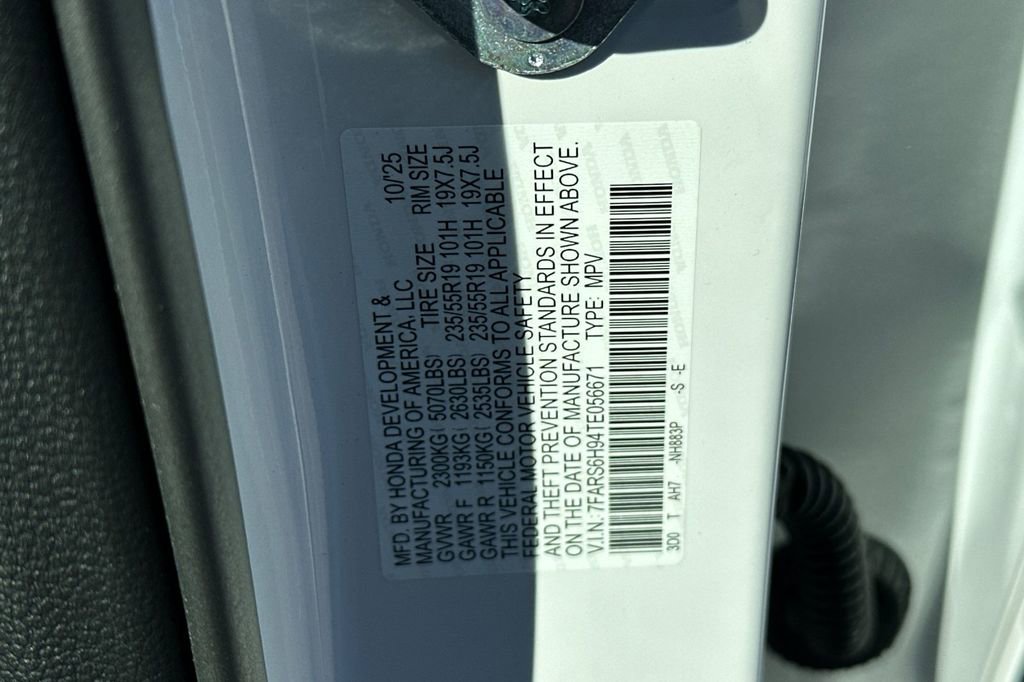 MFD. BY HONDA DEVELOPMENT &
MANUFACTURING OF AMERICA, LLC 10/'25
TIRE SIZE RIM SIZE
GVWR 2300KG( 5070LBS) 235/55R19 101H 19X7.5J
GAWR F 1193KG( 2630LBS) 235/55R19 101H 19X7.5J
GAWR R 1150KG( 2535LBS)
THIS VEHICLE CONFORMS TO ALL APPLICABLE
FEDERAL MOTOR VEHICLE SAFETY
AND THEFT PREVENTION STANDARDS IN EFFECT
ON THE DATE OF MANUFACTURE SHOWN ABOVE.
V.I.N.:7FARS6H94TE056671 TYPE: MPV
3D0 T AH7 -NH883P -S -E